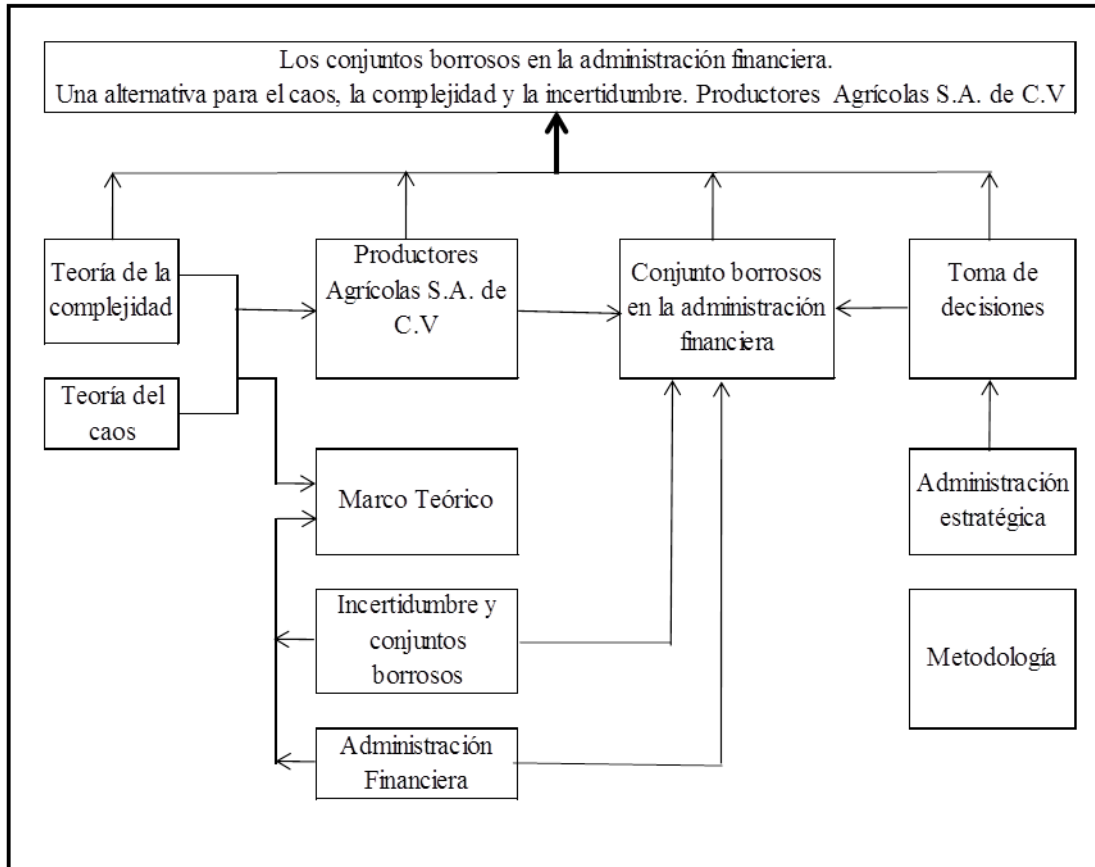 Los conjuntos borrosos en la administración financiera.
Una alternativa para el caos, la complejidad y la incertidumbre. Productores Agrícolas S.A. de C.V
Teoría de la
complejidad
Productores
Agrícolas S.A. de
C.V
Conjunto borrosos
en la administración
financiera
Toma de
decisiones
Teoría del
caos
Marco Teórico
Administración
estratégica
Incertidumbre y
conjuntos
borrosos
Metodología
Administración
Financiera